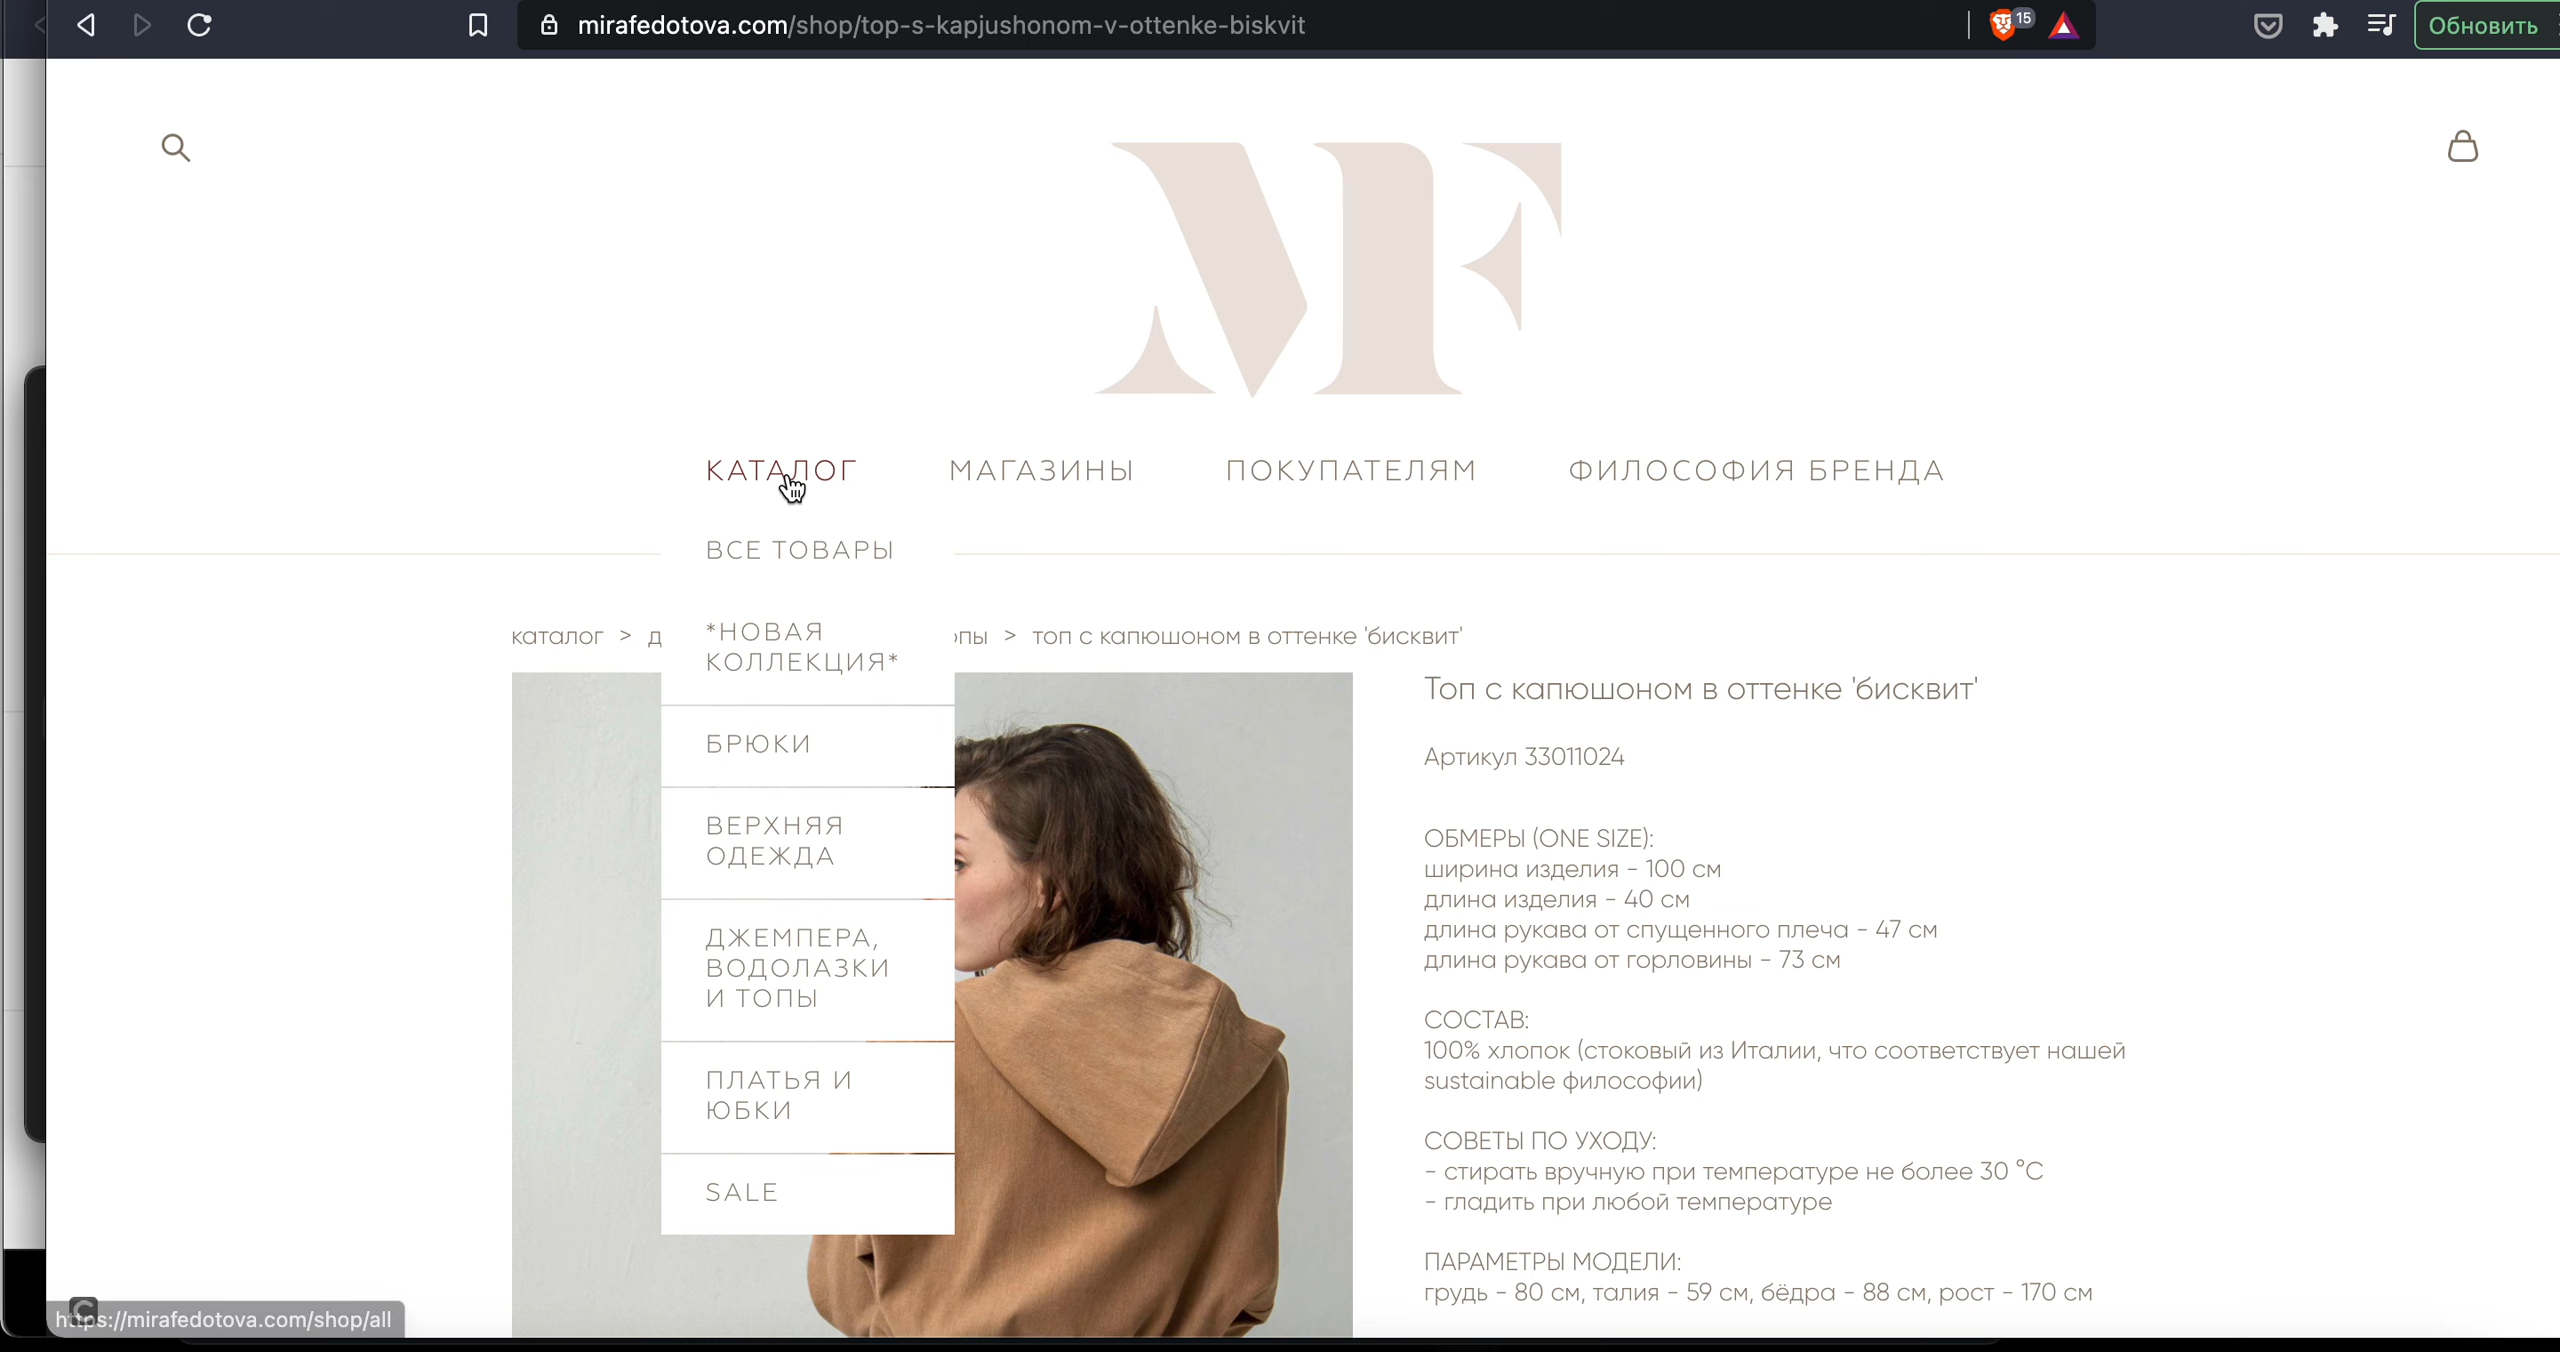 mirafedotova.com/shop/top-s-kapjushonom-v-ottenke-biskvit
15
Обновить
MF
КАТАЛОГ
МАГАЗИНЫ
ПОКУПАТЕЛЯМ
ФИЛОСОФИЯ БРЕНДА
ВСЕ ТОВАРЫ
*НОВАЯ
КОЛЛЕКЦИЯ*
БРЮКИ
ВЕРХНЯЯ
ОДЕЖДА
ДЖЕМПЕРА,
ВОДОЛАЗКИ
И ТОПЫ
ПЛАТЬЯ И
ЮБКИ
SALE
каталог > д пы > топ с капюшоном в оттенке 'бисквит'
Топ с капюшоном в оттенке 'бисквит'
Артикул 33011024
ОБМЕРЫ (ONE SIZE):
ширина изделия - 100 см
длина изделия - 40 см
длина рукава от спущенного плеча - 47 см
длина рукава от горловины - 73 см
СОСТАВ:
100% хлопок (стоковый из Италии, что соответствует нашей
sustainable философии)
СОВЕТЫ ПО УХОДУ:
- стирать вручную при температуре не более 30 °C
- гладить при любой температуре
ПАРАМЕТРЫ МОДЕЛИ:
грудь - 80 см, талия - 59 см, бёдра - 88 см, рост - 170 см
https://mirafedotova.com/shop/all